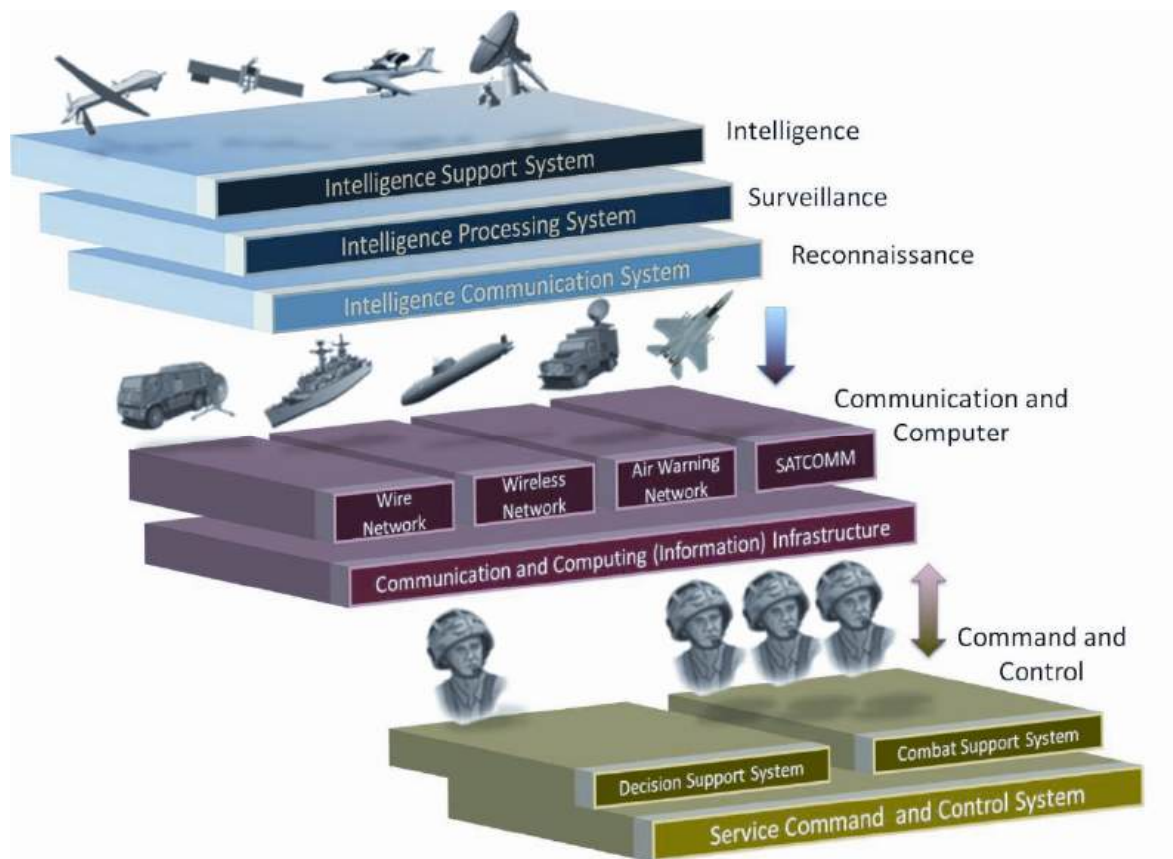 Intelligence
Intelligence Support System
Surveillance
Intelligence Processing System
Reconnaissance
Intelligence Communication System
Communication and
Computer
SATCOMM
Air Warning
Network
Wireless
Network
Wire
Network
Communication and Computing (Information) Infrastructure
Command and
Control
Combat Support System
Decision Support System
Service Command and Control System